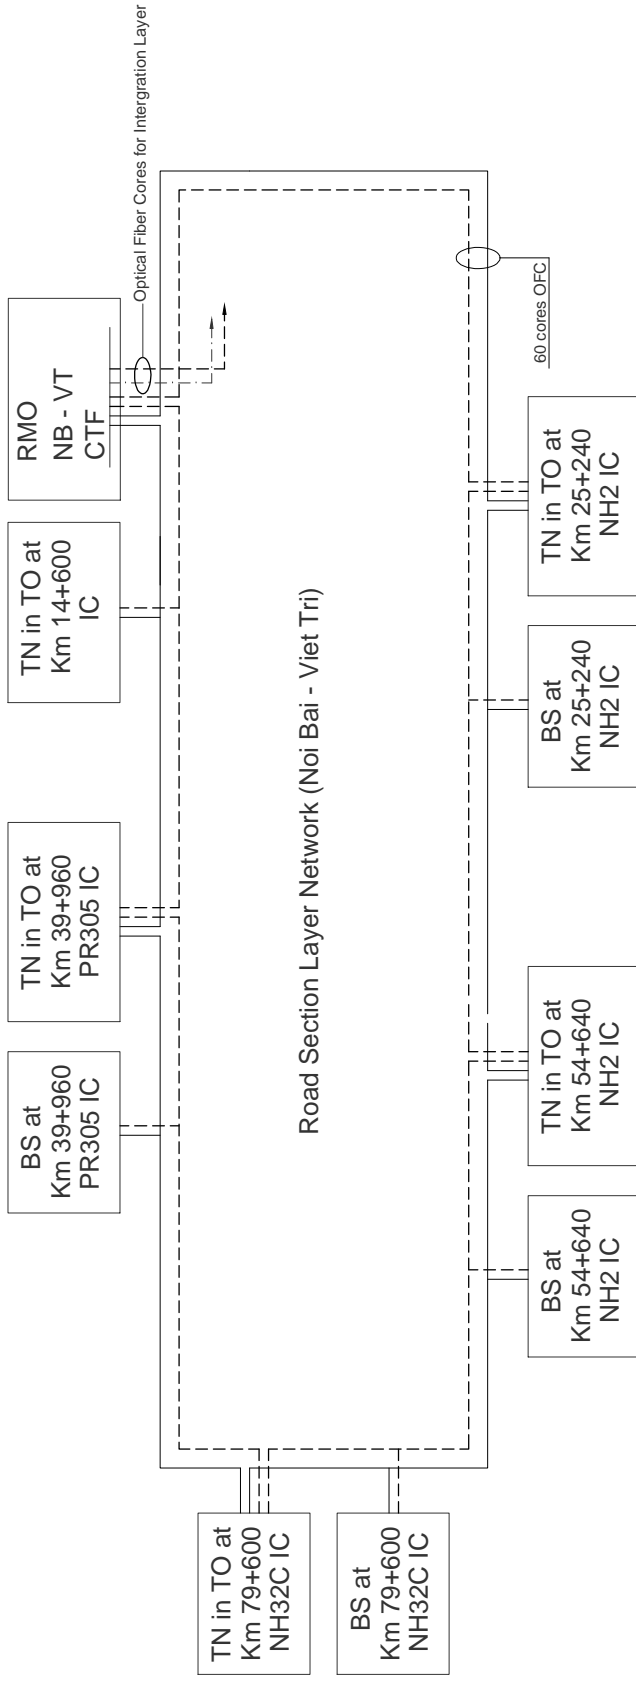 TN in TO at
Km 79+600
NH32C IC
BS at
Km 39+960
PR305 IC
TN in TO at
Km 39+960
PR305 IC
TN in TO at
Km 14+600
IC
RMO
NB - VT
CTF
Optical Fiber Cores for Intergration Layer
Road Section Layer Network (Noi Bai - Viet Tri)
BS at
Km 79+600
NH32C IC
BS at
Km 54+640
NH2 IC
TN in TO at
Km 54+640
NH2 IC
BS at
Km 25+240
NH2 IC
TN in TO at
Km 25+240
NH2 IC
60 cores OFC